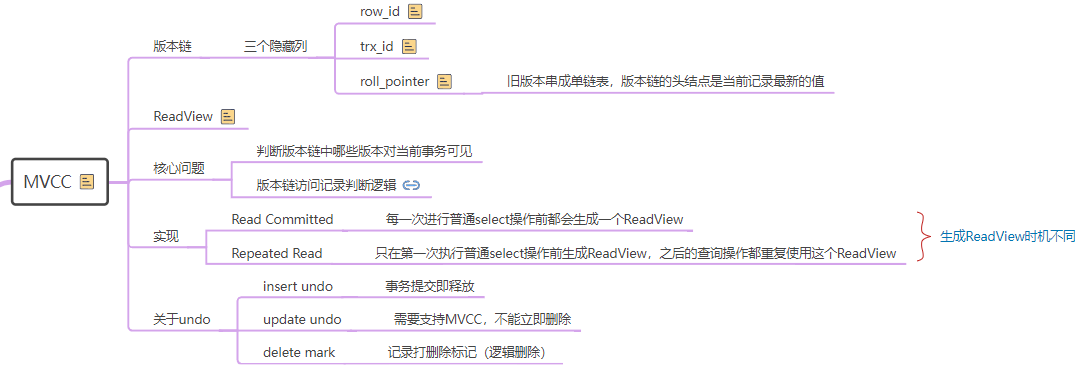 MVCC
版本链
三个隐藏列
row_id
trx_id
roll_pointer
旧版本串成单链表，版本链的头结点是当前记录最新的值
ReadView
核心问题
判断版本链中哪些版本对当前事务可见
版本链访问记录判断逻辑
实现
Read Committed
每一次进行普通select操作前都会生成一个ReadView
Repeated Read
只在第一次执行普通select操作前生成ReadView，之后的查询操作都重复使用这个ReadView
生成ReadView时机不同
关于undo
insert undo
事务提交即释放
update undo
需要支持MVCC，不能立即删除
delete mark
记录打删除标记（逻辑删除）